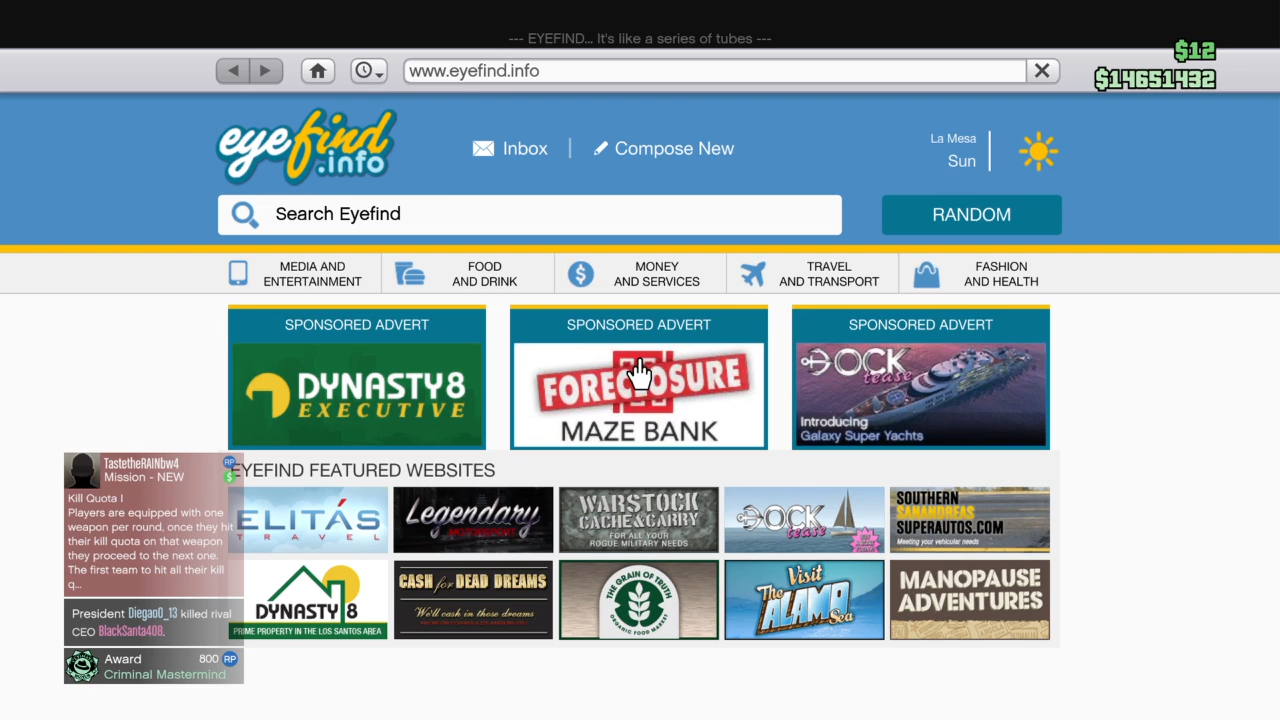 --- EYEFIND... It's like a series of tubes ---
$12
www.eyefind.info
$14651432
eyefind
.info
Inbox
Compose New
La Mesa
Sun
Search Eyefind
RANDOM
MEDIA AND
ENTERTAINMENT
FOOD
AND DRINK
MONEY
AND SERVICES
TRAVEL
AND TRANSPORT
FASHION
AND HEALTH
SPONSORED ADVERT
DYNASTY8
EXECUTIVE
SPONSORED ADVERT
FORECLOSURE
MAZE BANK
SPONSORED ADVERT
DOCK
tease
Introducing
Galaxy Super Yachts
EYEFIND FEATURED WEBSITES
ELITÁS
TRAVEL
Legendary
MOTORSPORT
WARSTOCK
CACHE&CARRY
FOR ALL YOUR
ROGUE MILITARY NEEDS
DOCK
tease
SOUTHERN
SANANDREAS
SUPERAUTOS.COM
Meeting your vehicular needs
DYNASTY 8
PRIME PROPERTY IN THE LOS SANTOS AREA
CASH for DEAD DREAMS
We'll cash in those dreams
THE GRAIN OF TRUTH
ORGANIC FOOD MARKET
Visit
The
ALAMO
Sea
MANOPAUSE
ADVENTURES
TastetheRAINbw4
RP
Mission - NEW
$
Kill Quota I
Players are equipped with one
weapon per round, once they hit
their kill quota on that weapon
they proceed to the next one.
The first team to hit all their kill
q...
President Diegao0_13 killed rival
CEO BlackSanta408.
Award
800 RP
Criminal Mastermind